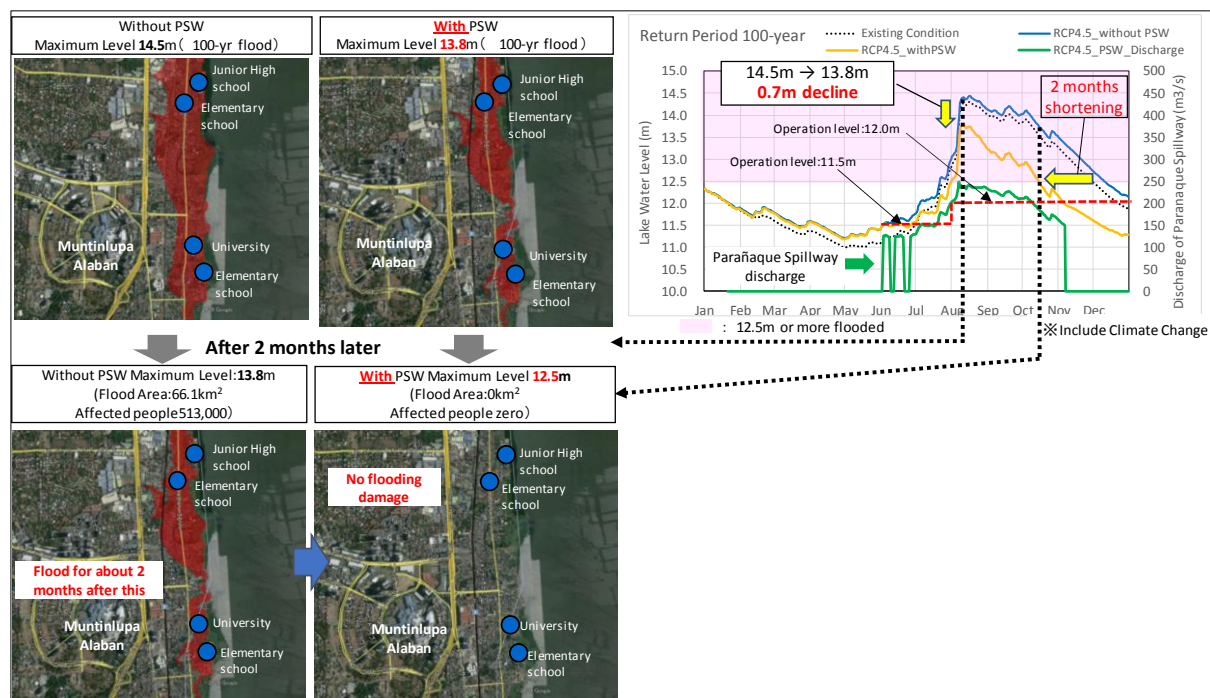 Without PSW
Maximum Level 14.5m( 100-yr flood)
With PSW
Maximum Level 13.8m( 100-yr flood)
Junior High
school
Elementary
school
University
Elementary
school
Muntinlupa
Alaban
Junior High
school
Elementary
school
University
Elementary
school
Muntinlupa
Alaban
Return Period 100-year
Existing Condition
RCP4.5_without PSW
RCP4.5_withPSW
RCP4.5_PSW_Discharge
14.5m → 13.8m
0.7m decline
2 months
shortening
Operation level:12.0m
Operation level:11.5m
Parañaque Spillway
discharge
Lake Water Level (m)
15.0
14.5
14.0
13.5
13.0
12.5
12.0
11.5
11.0
10.5
10.0
500
450
400
350
300
250
200
150
100
50
0
Discharge of Paranaque Spillway (m3/s)
Jan Feb Mar Apr May Jun Jul Aug Sep Oct Nov Dec
: 12.5m or more flooded
※Include Climate Change
After 2 months later
Without PSW Maximum Level:13.8m
(Flood Area:66.1km2
Affected people513,000)
With PSW Maximum Level 12.5m
(Flood Area:0km2
Affected people zero)
Junior High
school
Elementary
school
Flood for about 2
months after this
University
Elementary
school
Muntinlupa
Alaban
No flooding
damage
Junior High
school
Elementary
school
University
Elementary
school
Muntinlupa
Alaban